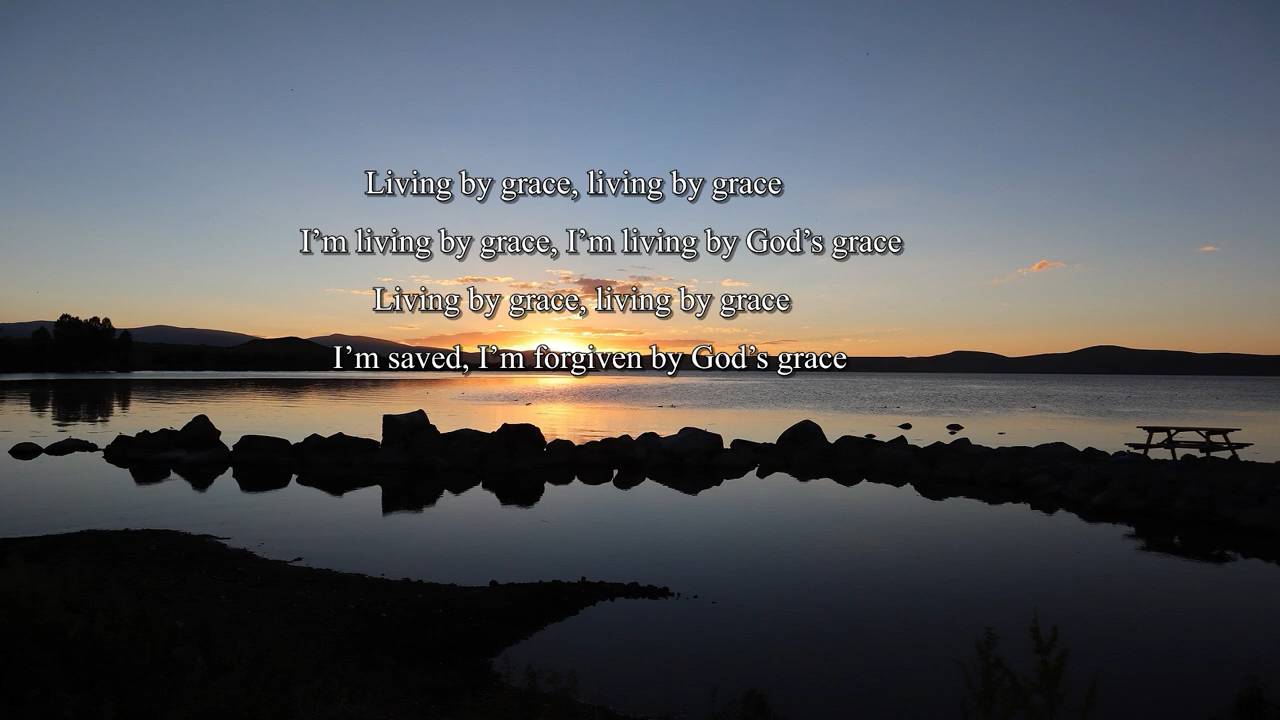 Living by grace, living by grace
I’m living by grace, I’m living by God’s grace
Living by grace, living by grace
I’m saved, I’m forgiven by God’s grace